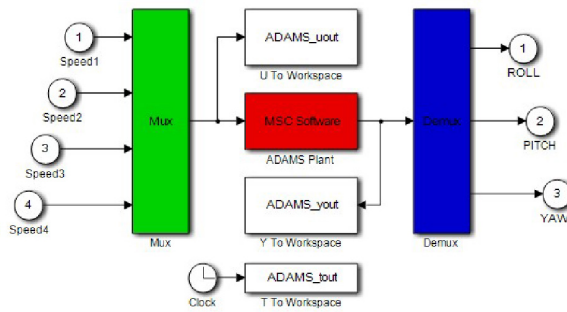 1
Speed1
2
Speed2
3
Speed3
4
Speed4
Mux
Mux
ADAMS_uout
U To Workspace
MSC Software
ADAMS Plant
ADAMS_yout
Y To Workspace
Clock
ADAMS_tout
T To Workspace
Demux
Demux
1
ROLL
2
PITCH
3
YAW